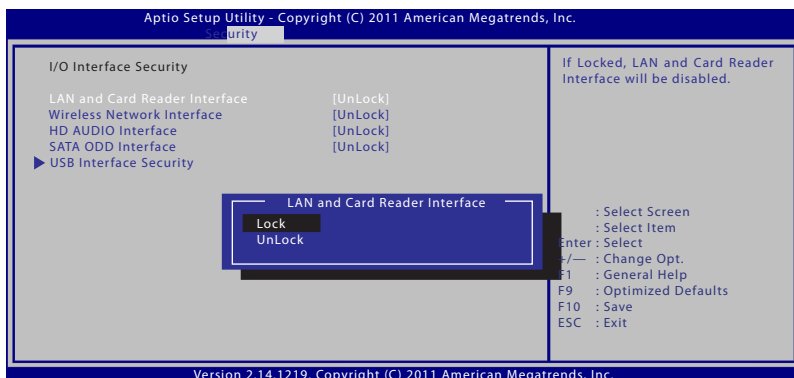 Aptio Setup Utility - Copyright (C) 2011 American Megatrends, Inc.
Security
I/O Interface Security
LAN and Card Reader Interface [UnLock]
Wireless Network Interface [UnLock]
HD AUDIO Interface [UnLock]
SATA ODD Interface [UnLock]
USB Interface Security
LAN and Card Reader Interface
Lock
UnLock
If Locked, LAN and Card Reader
Interface will be disabled.
: Select Screen
: Select Item
Enter : Select
+/— : Change Opt.
F1 : General Help
F9 : Optimized Defaults
F10 : Save
ESC : Exit
Version 2.14.1219. Copyright (C) 2011 American Megatrends, Inc.